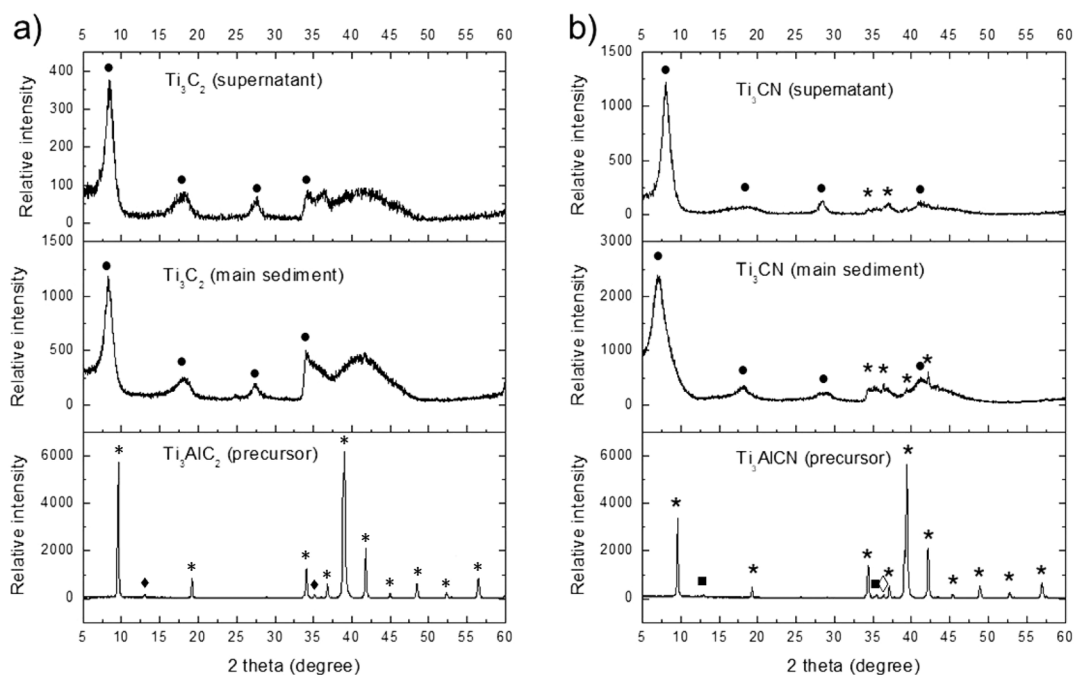 a)
5 10 15 20 25 30 35 40 45 50 55 60
400
300
200
100
0
Relative intensity
Ti3C2 (supernatant)
1500
1000
500
0
Relative intensity
Ti3C2 (main sediment)
6000
4000
2000
0
Relative intensity
Ti3AlC2 (precursor)
5 10 15 20 25 30 35 40 45 50 55 60
2 theta (degree)
b)
5 10 15 20 25 30 35 40 45 50 55 60
1500
1000
500
0
Relative intensity
Ti3CN (supernatant)
3000
2000
1000
0
Relative intensity
Ti3CN (main sediment)
6000
4000
2000
0
Relative intensity
Ti3AlCN (precursor)
5 10 15 20 25 30 35 40 45 50 55 60
2 theta (degree)